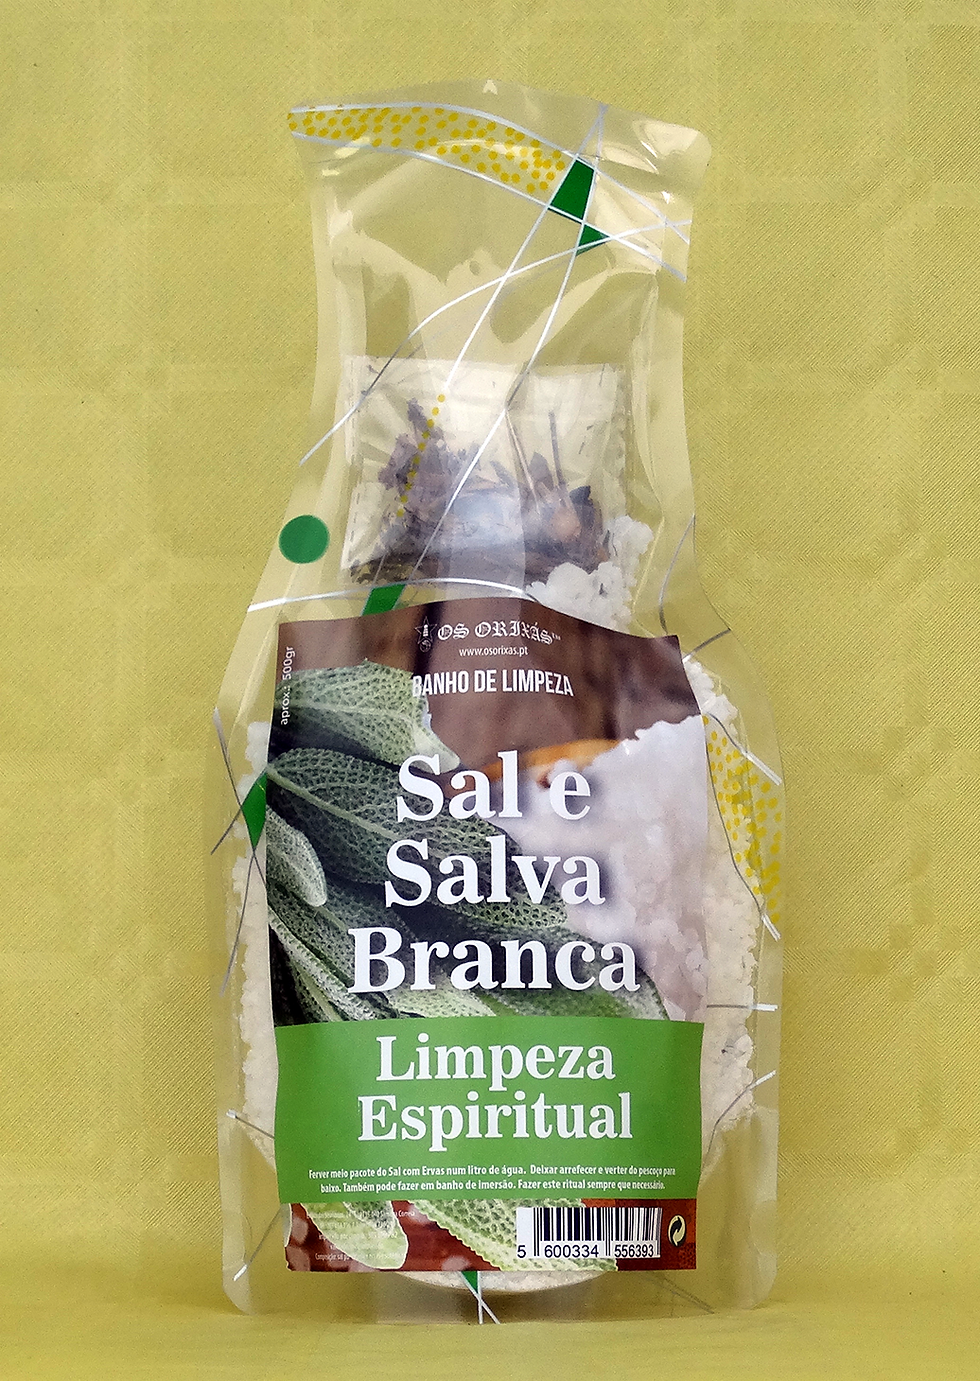 OS ORIXÁS™
www.osorixas.pt
BANHO DE LIMPEZA
aprox.: 500gr
Sal e
Salva
Branca
Limpeza
Espiritual
Ferver meio pacote do Sal com Ervas num litro de água. Deixar arrefecer e verter do pescoço para
baixo. Também pode fazer em banho de imersão. Fazer este ritual sempre que necessário.
5 600334 556393